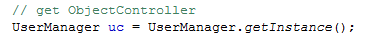 // get ObjectController
UserManager uc = UserManager.getInstance();